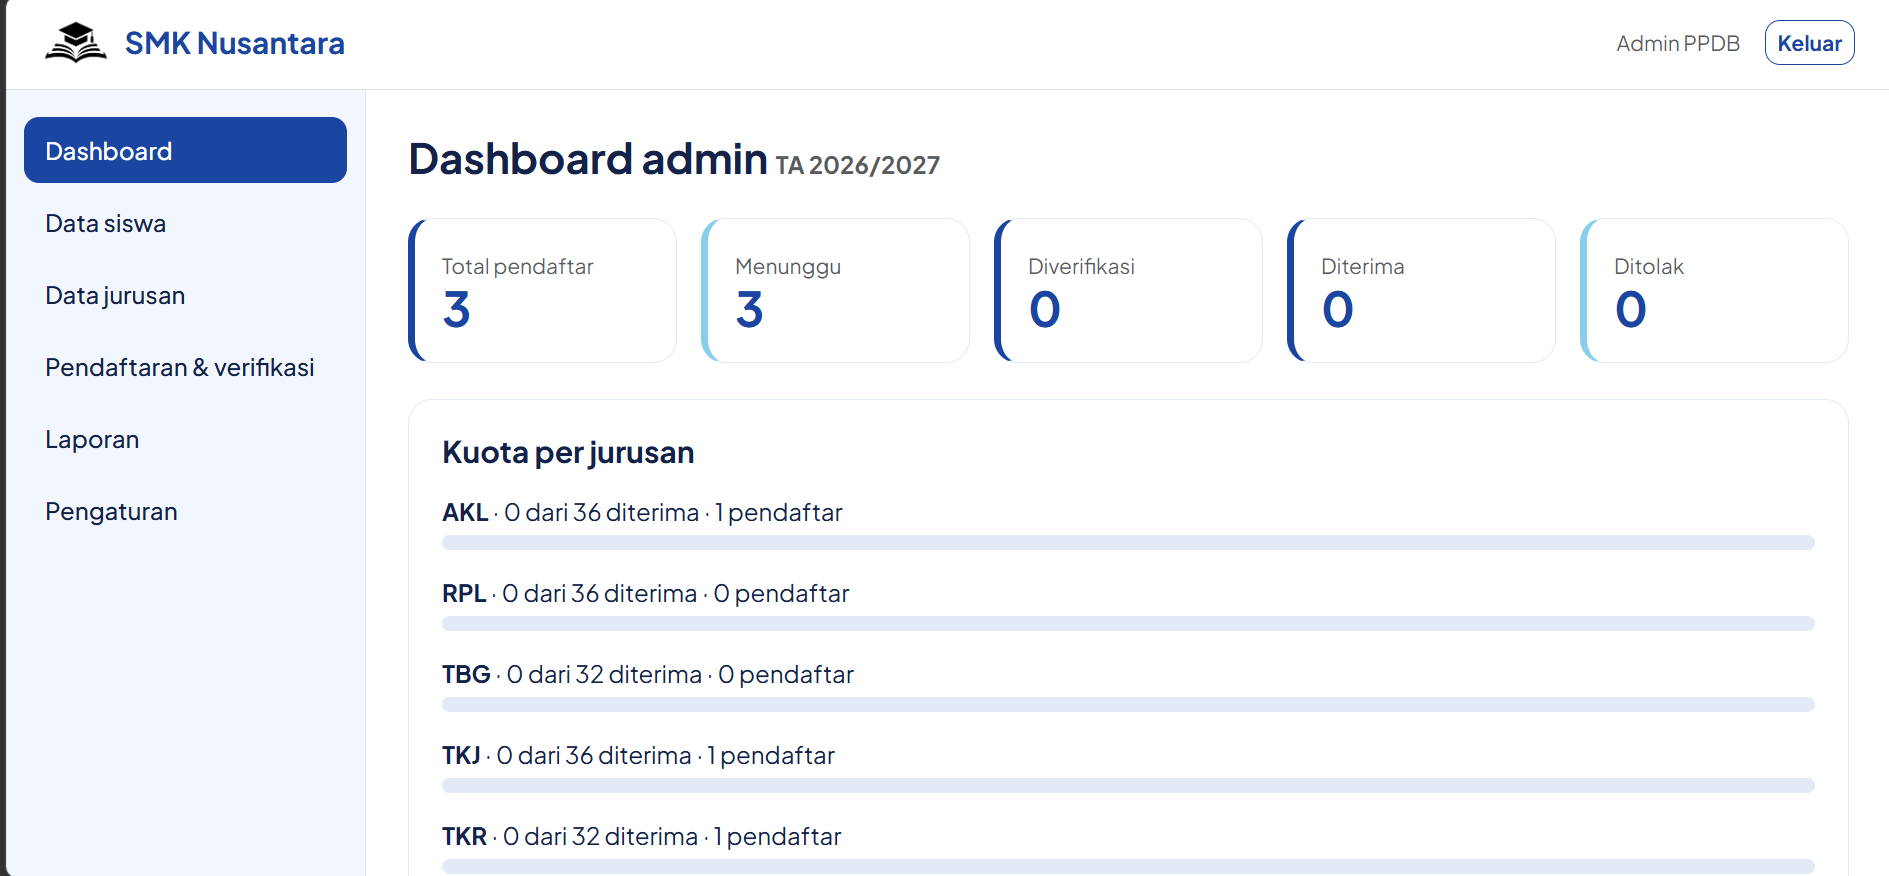 SMK Nusantara
Admin PPDB
Keluar
Dashboard
Data siswa
Data jurusan
Pendaftaran & verifikasi
Laporan
Pengaturan
Dashboard admin TA 2026/2027
Total pendaftar
3
Menunggu
3
Diverifikasi
0
Diterima
0
Ditolak
0
Kuota per jurusan
AKL · 0 dari 36 diterima · 1 pendaftar
RPL · 0 dari 36 diterima · 0 pendaftar
TBG · 0 dari 32 diterima · 0 pendaftar
TKJ · 0 dari 36 diterima · 1 pendaftar
TKR · 0 dari 32 diterima · 1 pendaftar